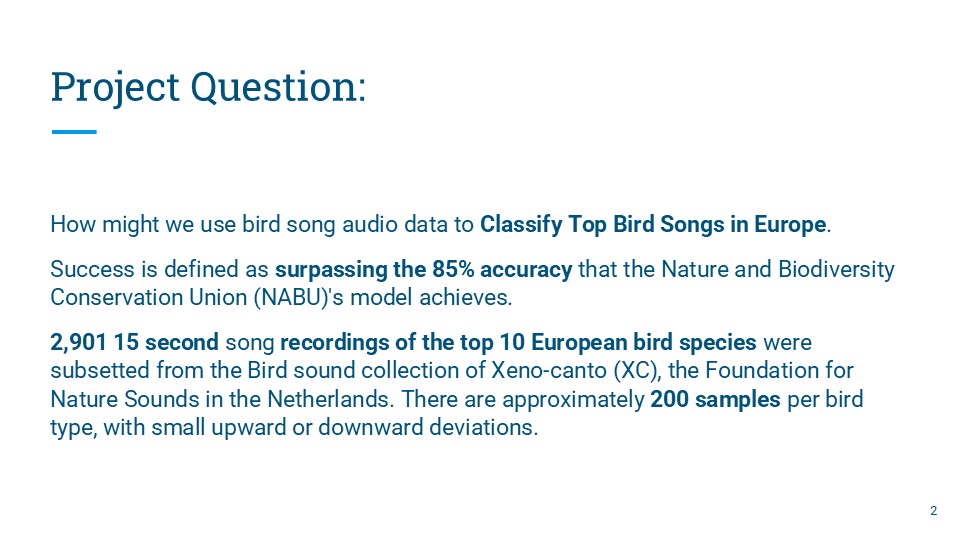 Project Question:
How might we use bird song audio data to Classify Top Bird Songs in Europe.
Success is defined as surpassing the 85% accuracy that the Nature and Biodiversity
Conservation Union (NABU)'s model achieves.
2,901 15 second song recordings of the top 10 European bird species were
subsetted from the Bird sound collection of Xeno-canto (XC), the Foundation for
Nature Sounds in the Netherlands. There are approximately 200 samples per bird
type, with small upward or downward deviations.
2